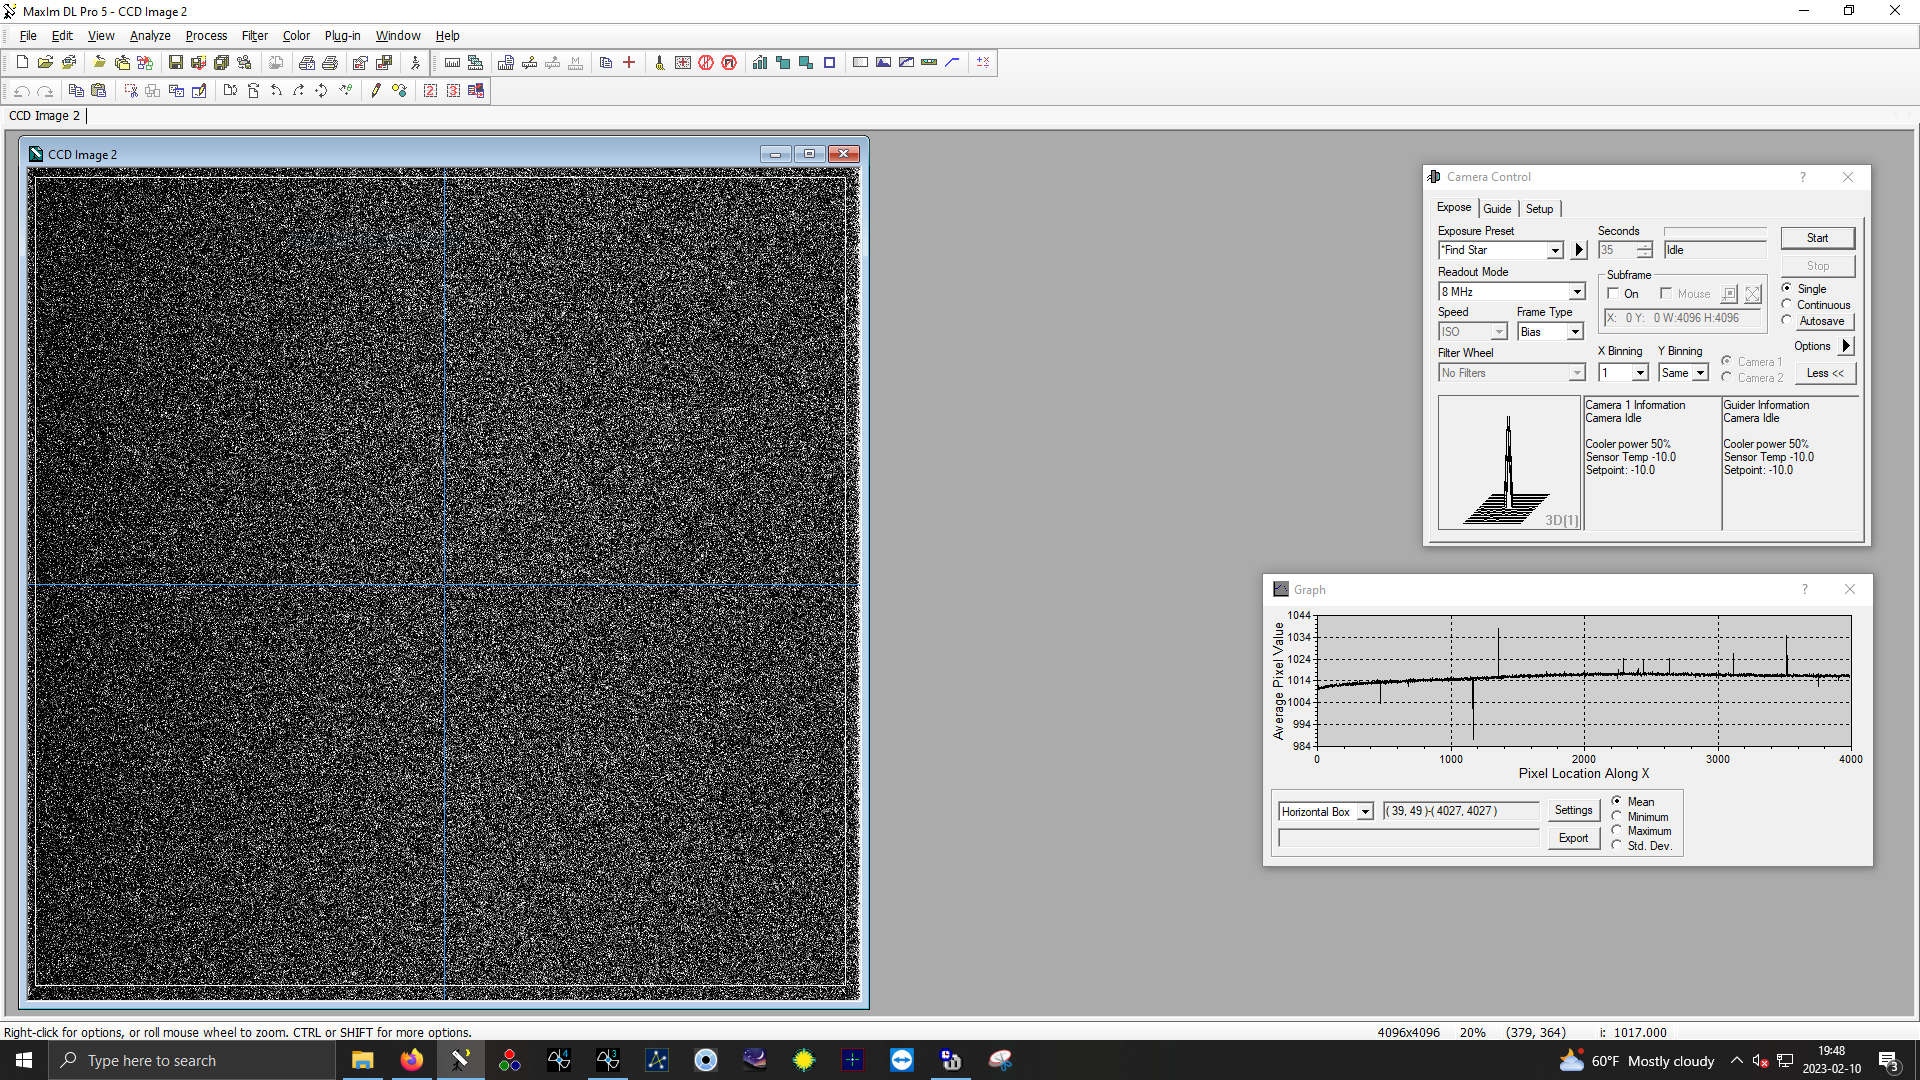 MaxIm DL Pro 5 - CCD Image 2
File Edit View Analyze Process Filter Color Plug-in Window Help
CCD Image 2
CCD Image 2
Camera Control
Expose Guide Setup
Exposure Preset
*Find Star
Seconds
35
Idle
Start
Stop
Readout Mode
8 MHz
Subframe
On
Mouse
X: 0 Y: 0 W:4096 H:4096
Single
Continuous
Autosave
Speed
ISO
Frame Type
Bias
Options
Filter Wheel
No Filters
X Binning
1
Y Binning
Same
Camera 1
Camera 2
Less <<
3D(1)
Camera 1 Information
Camera Idle
Cooler power 50%
Sensor Temp -10.0
Setpoint: -10.0
Guider Information
Camera Idle
Cooler power 50%
Sensor Temp -10.0
Setpoint: -10.0
Graph
Average Pixel Value
1044
1034
1024
1014
1004
994
984
0 1000 2000 3000 4000
Pixel Location Along X
Horizontal Box
( 39, 49 )-( 4027, 4027 )
Settings
Export
Mean
Minimum
Maximum
Std. Dev.
Right-click for options, or roll mouse wheel to zoom. CTRL or SHIFT for more options.
4096x4096 20% (379, 364) i: 1017.000
Type here to search
60°F Mostly cloudy
19:48
2023-02-10
3